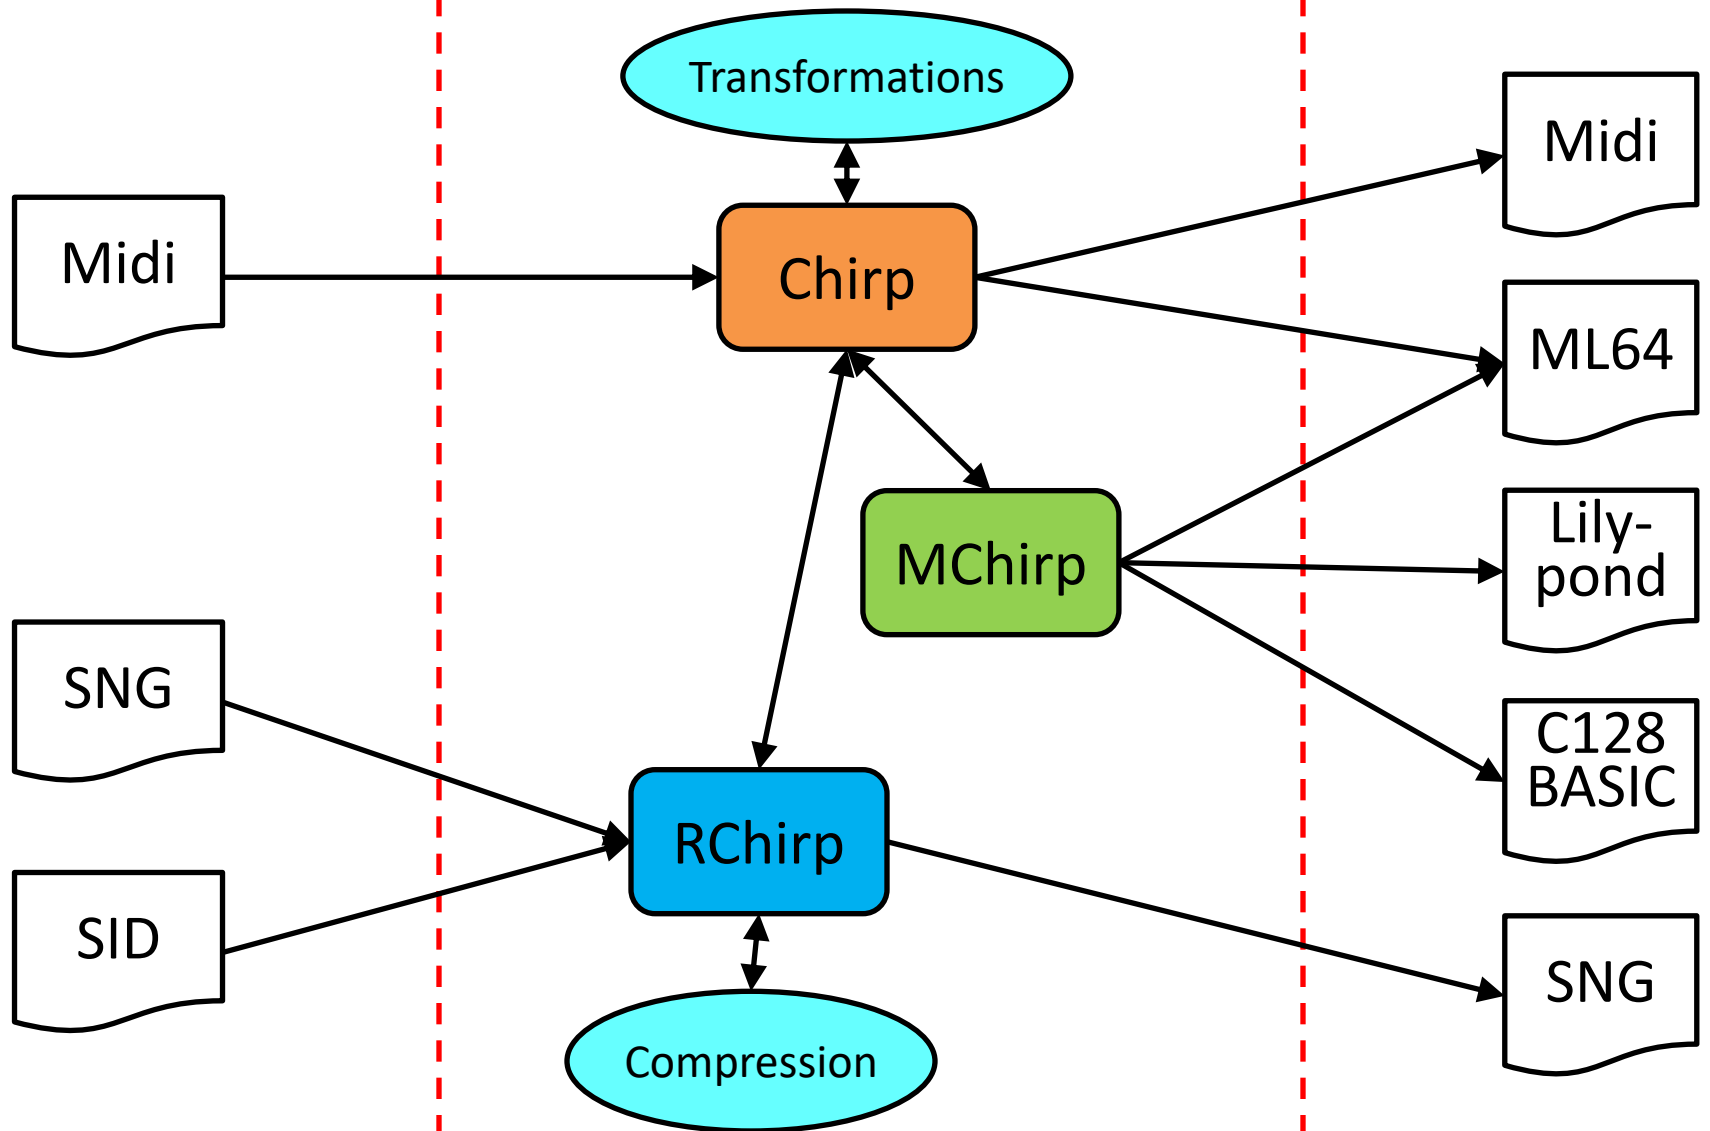 Transformations
Midi
Midi
Chirp
ML64
Lily-
pond
MChirp
SNG
C128
BASIC
RChirp
SID
SNG
Compression